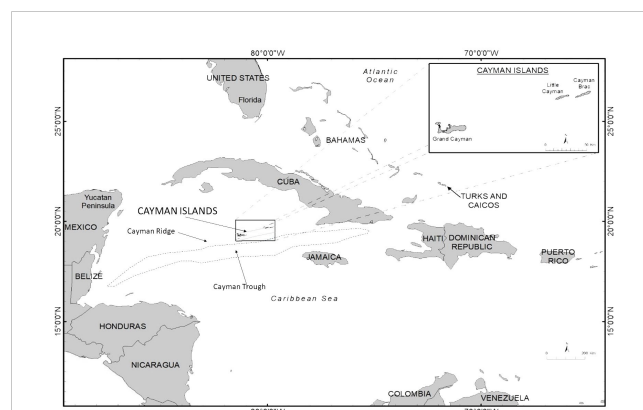 80°0'0"W
70°0'0"W
UNITED STATES
Florida
Atlantic
Ocean
CAYMAN ISLANDS
Little
Cayman
Cayman
Brac
Grand Cayman
25°0'0"N
25°0'0"N
BAHAMAS
CUBA
Yucatan
Peninsula
MEXICO
CAYMAN ISLANDS
Cayman Ridge
TURKS AND
CAICOS
20°0'0"N
20°0'0"N
HAITI
DOMINICAN
REPUBLIC
PUERTO
RICO
JAMAICA
BELIZE
Cayman Trough
Caribbean Sea
15°0'0"N
15°0'0"N
HONDURAS
NICARAGUA
COLOMBIA
VENEZUELA